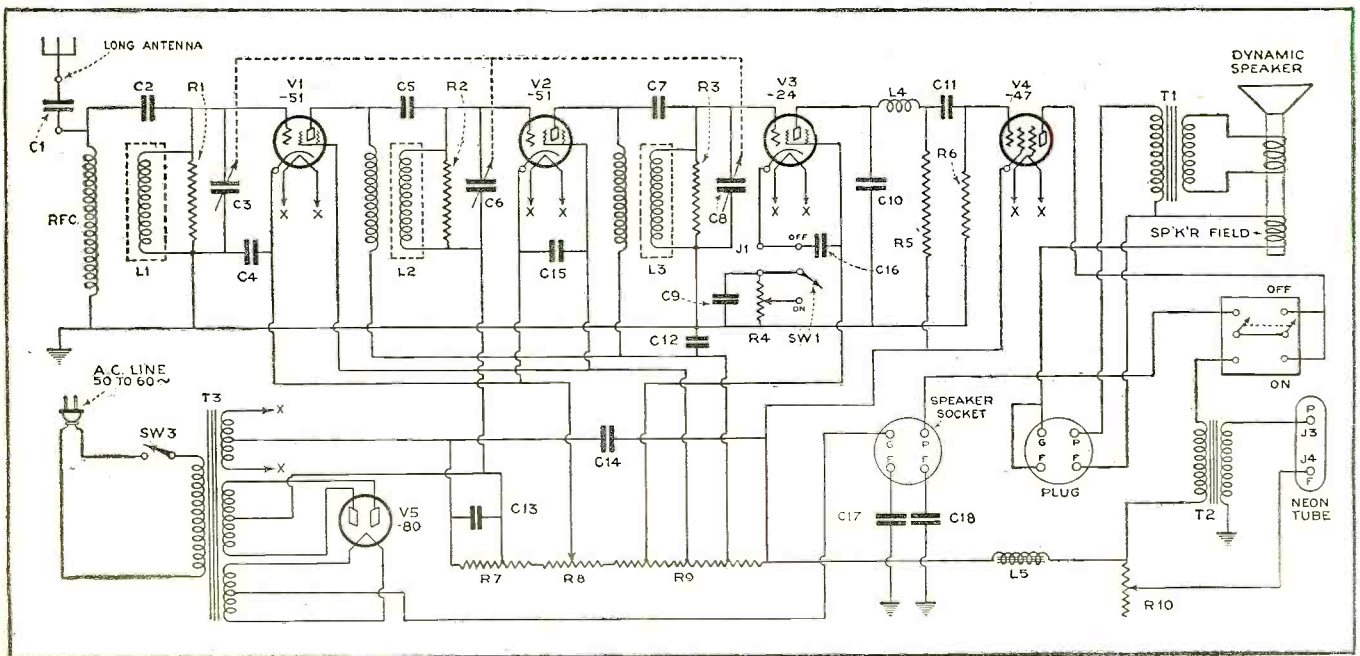 LONG ANTENNA
C1
C2
R1
V1
-51
C5
R2
V2
-51
C7
R3
V3
-24
L4
C11
V4
-47
T1
DYNAMIC
SPEAKER
RFC.
L1
C3
C4
X
X
L2
C6
X
X
C15
L3
C8
J1
X
X
OFF
C16
C10
R5
R6
X
X
SP'K'R FIELD
C9
R4
ON
SW1
C12
OFF
ON
A.C. LINE
50 TO 60~
SW3
T3
X
X
V5
-80
C13
C14
R7
R8
R9
SPEAKER
SOCKET
G
P
F
F
C17
C18
G
P
F
F
PLUG
L5
T2
R10
P
J3
J4
F
NEON
TUBE